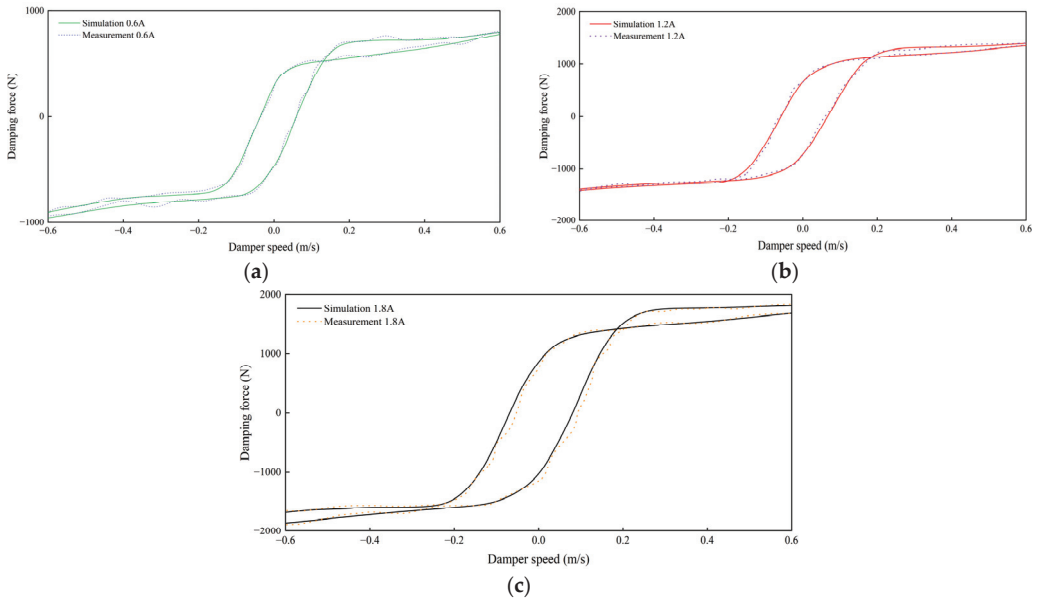 1000
Simulation 0.6A
Measurement 0.6A
0
−1000
Damping force (N)
−0.6 −0.4 −0.2 0.0 0.2 0.4 0.6
Damper speed (m/s)
(a)
2000
Simulation 1.2A
Measurement 1.2A
1000
0
−1000
−2000
Damping force (N)
−0.6 −0.4 −0.2 0.0 0.2 0.4 0.6
Damper speed (m/s)
(b)
2000
Simulation 1.8A
Measurement 1.8A
1000
0
−1000
−2000
Damping force (N)
−0.6 −0.4 −0.2 0.0 0.2 0.4 0.6
Damper speed (m/s)
(c)